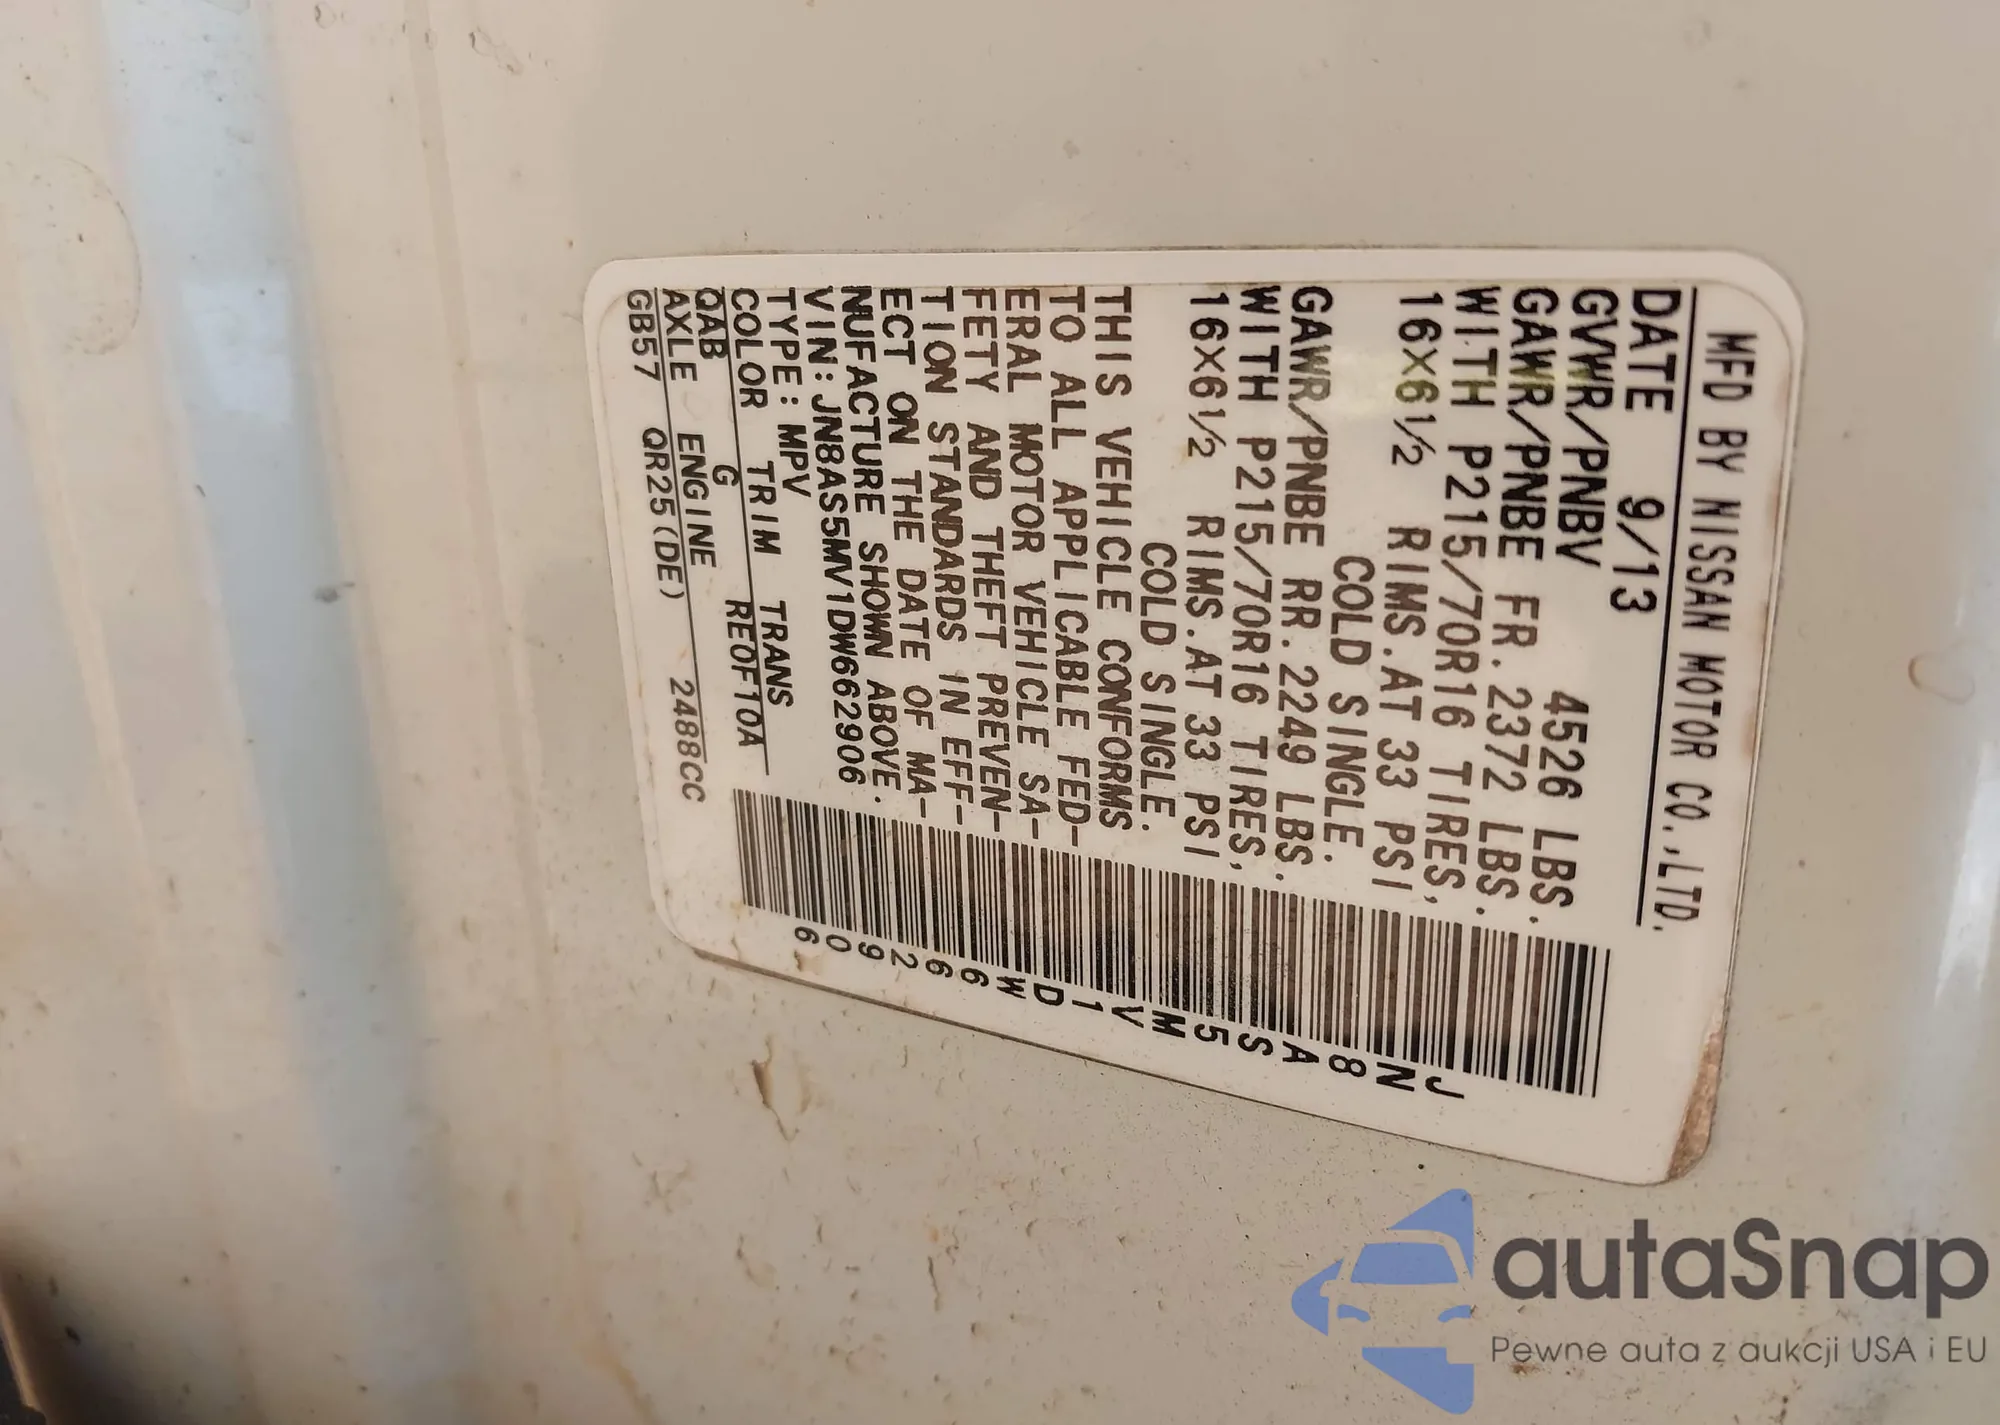 MFD BY NISSAN MOTOR CO.,LTD.
DATE 9/13
GVWR/PNBV 4526 LBS.
GAWR/PNBE FR.2372 LBS.
WITH P215/70R16 TIRES,
16×6½ RIMS.AT 33 PSI
COLD SINGLE.
GAWR/PNBE RR.2249 LBS.
WITH P215/70R16 TIRES,
16×6½ RIMS.AT 33 PSI
COLD SINGLE.
THIS VEHICLE CONFORMS
TO ALL APPLICABLE FED-
ERAL MOTOR VEHICLE SA-
FETY AND THEFT PREVEN-
TION STANDARDS IN EFF-
ECT ON THE DATE OF MA-
NUFACTURE SHOWN ABOVE.
VIN:JN8AS5MV1DW662906
TYPE:MPV
COLOR TRIM TRANS
QAB G RE0F10A
AXLE ENGINE
GB57 QR25(DE) 2488CC
JN8AS5MV1DW662906
autaSnap
Pewne auta z aukcji USA i EU